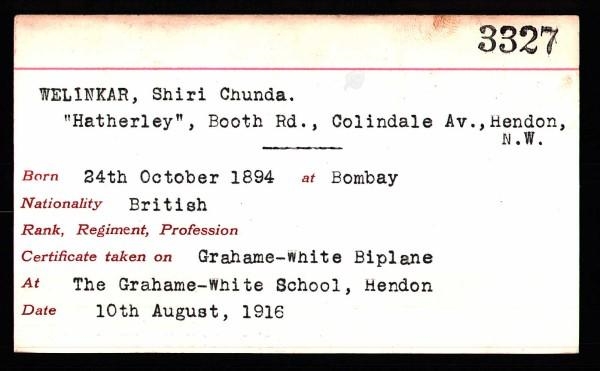 3327
WELINKAR, Shiri Chunda.
"Hatherley", Booth Rd., Colindale Av., Hendon,
N.W.
Born 24th October 1894 at Bombay
Nationality British
Rank, Regiment, Profession
Certificate taken on Grahame-White Biplane
At The Grahame-White School, Hendon
Date 10th August, 1916